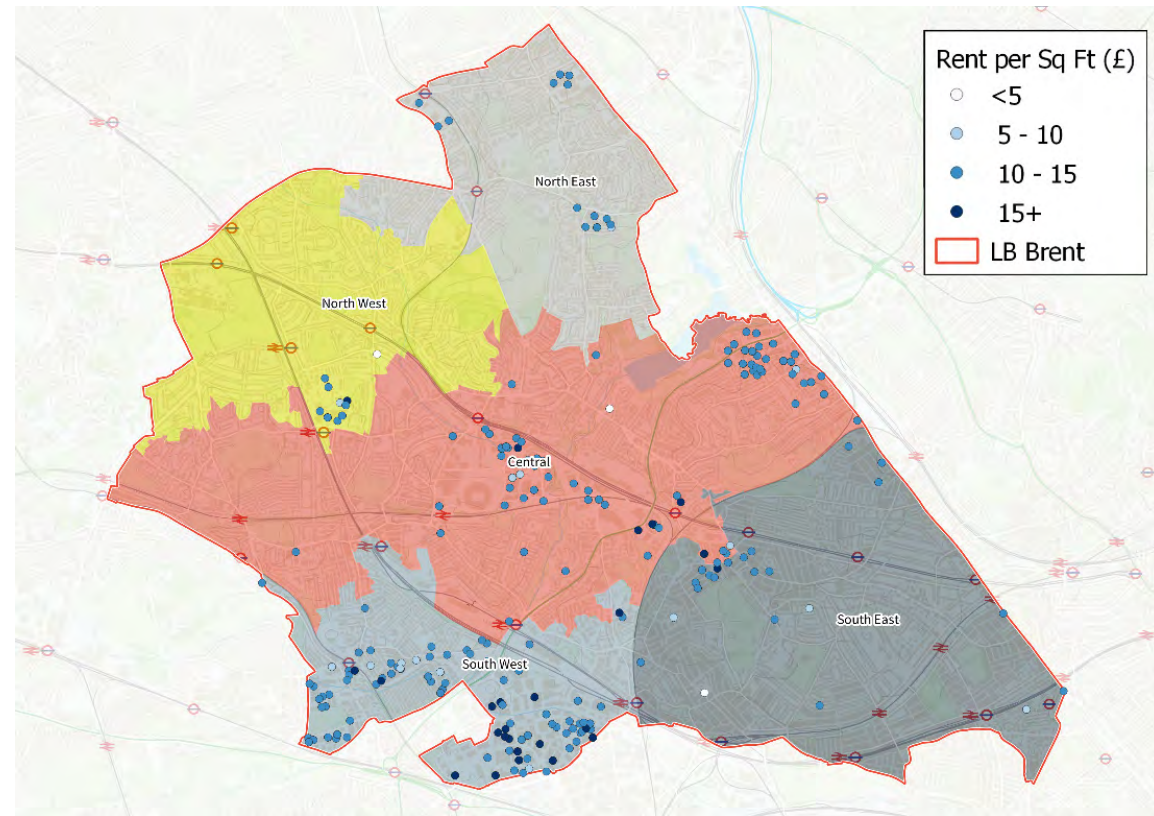 Rent per Sq Ft (£)
<5
5 - 10
10 - 15
15+
LB Brent
North East
North West
Central
South East
South West